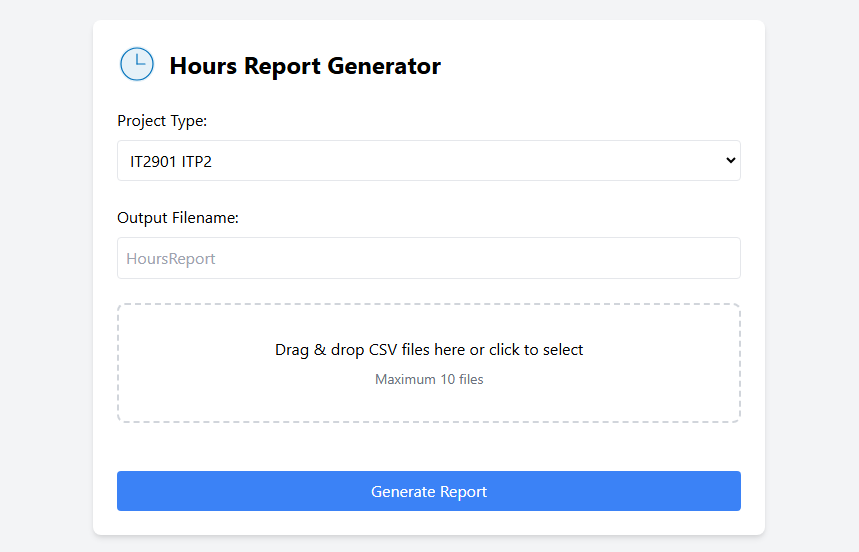 Hours Report Generator
Project Type:
IT2901 ITP2
Output Filename:
HoursReport
Drag & drop CSV files here or click to select
Maximum 10 files
Generate Report